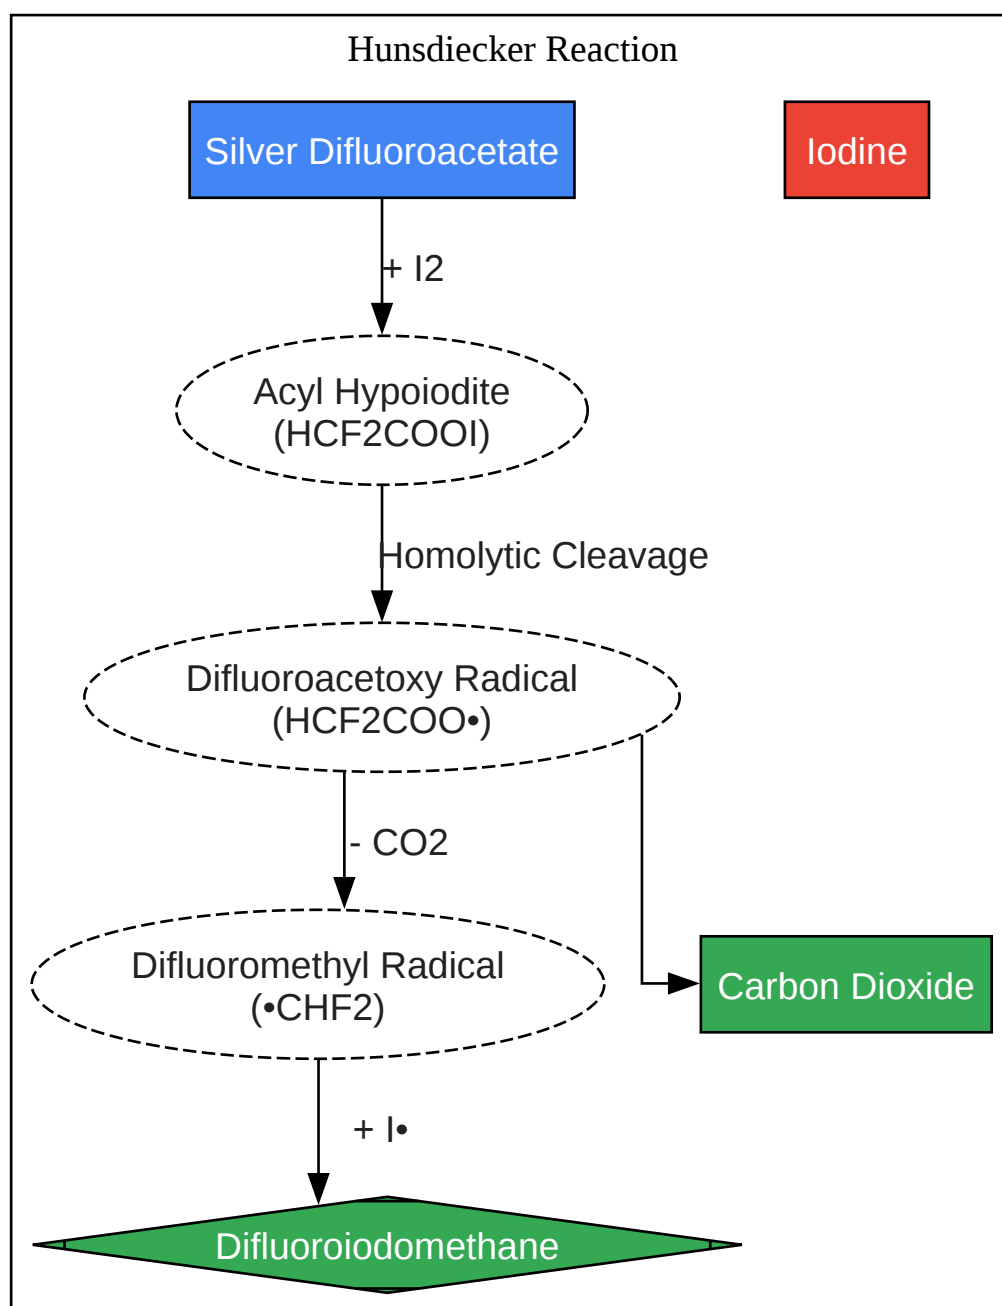 Hunsdiecker Reaction
Silver Difluoroacetate
Iodine
+ I2
Acyl Hypoiodite
(HCF2COOI)
Homolytic Cleavage
Difluoroacetoxy Radical
(HCF2COO•)
- CO2
Difluoromethyl Radical
(•CHF2)
Carbon Dioxide
+ I•
Difluoroiodomethane